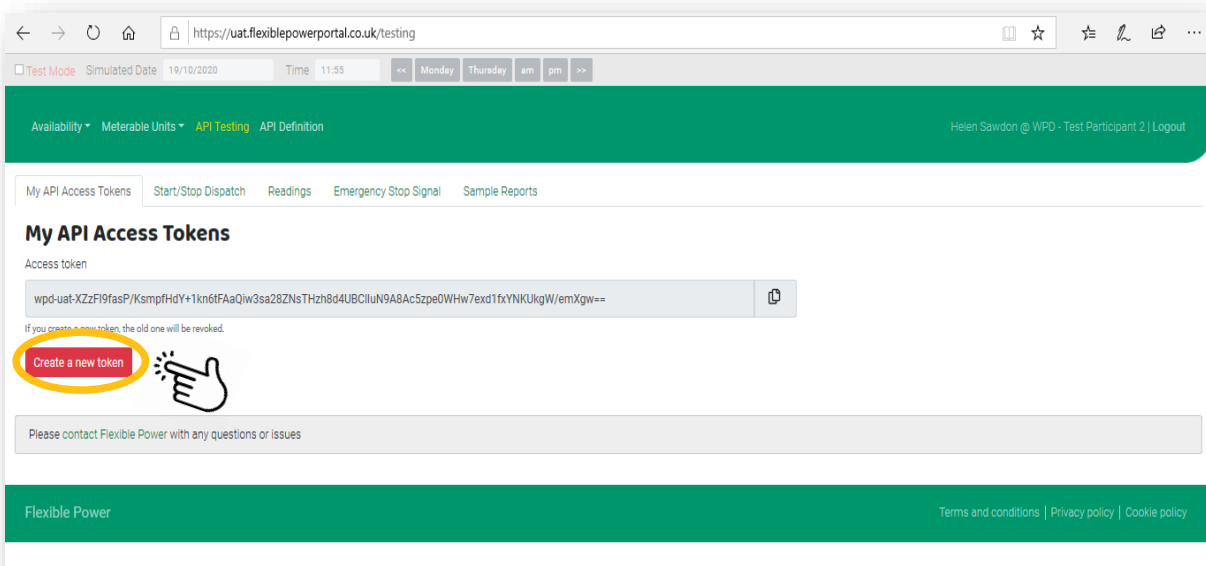 https://uat.flexiblepowerportal.co.uk/testing
Test Mode Simulated Date 19/10/2020 Time 11:55 << Monday Thursday am pm >>
Availability Meterable Units API Testing API Definition Helen Sawdon @ WPD - Test Participant 2 | Logout
My API Access Tokens Start/Stop Dispatch Readings Emergency Stop Signal Sample Reports
My API Access Tokens
Access token
wpd-uat-XZzFI9fasP/KsmpfHdY+1kn6tFAaQiw3sa28ZNsTHzh8d4UBClIuN9A8Ac5zpe0WHw7exd1fxYNKUkgW/emXgw==
If you create a new token, the old one will be revoked.
Create a new token
Please contact Flexible Power with any questions or issues
Flexible Power Terms and conditions | Privacy policy | Cookie policy